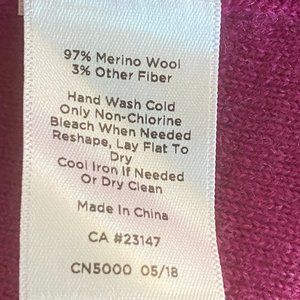 97% Merino Wool
3% Other Fiber
Hand Wash Cold
Only Non-Chlorine
Bleach When Needed
Reshape, Lay Flat To
Dry
Cool Iron If Needed
Or Dry Clean
Made In China
CA #23147
CN5000 05/18